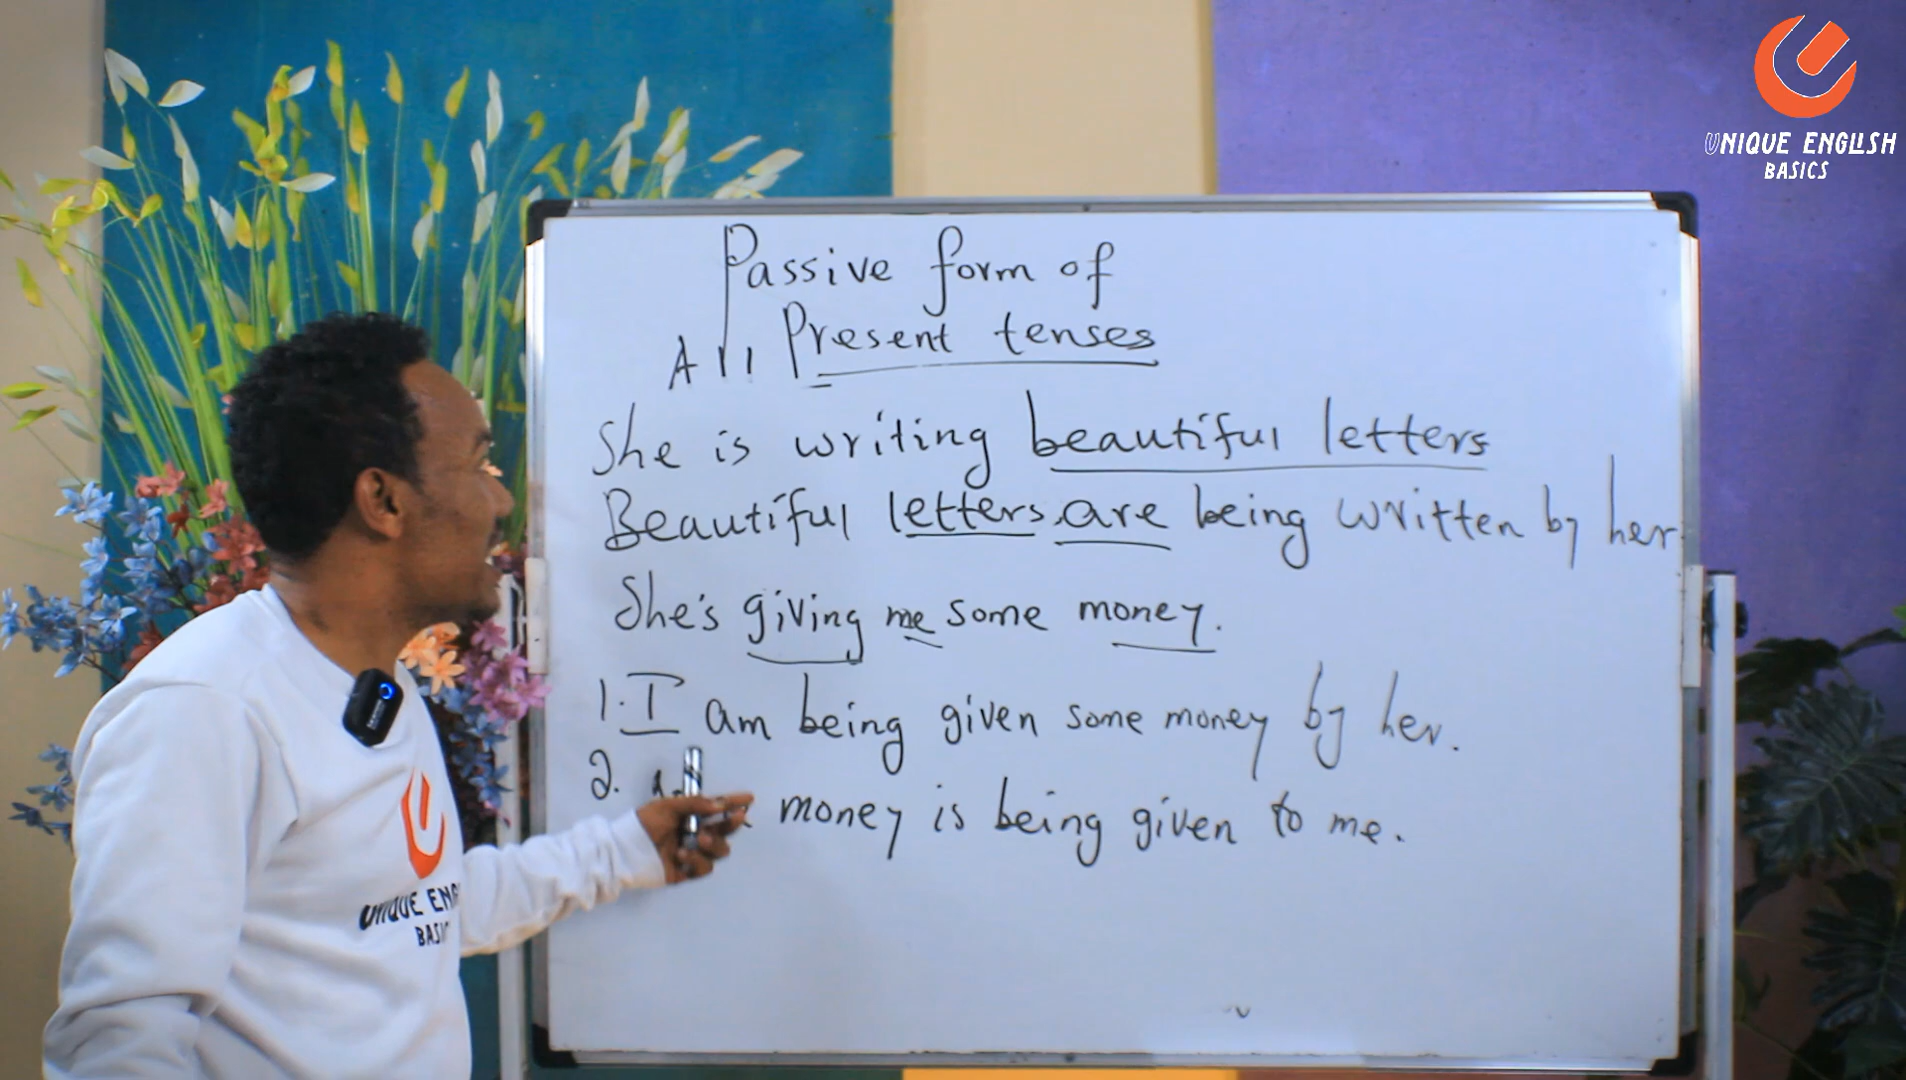 UNIQUE ENGLISH
BASICS
Passive form of
All Present tenses
She is writing beautiful letters
Beautiful letters are being written by her
She's giving me some money.
1. I am being given some money by her.
2. money is being given to me.
UNIQUE ENG
BASI